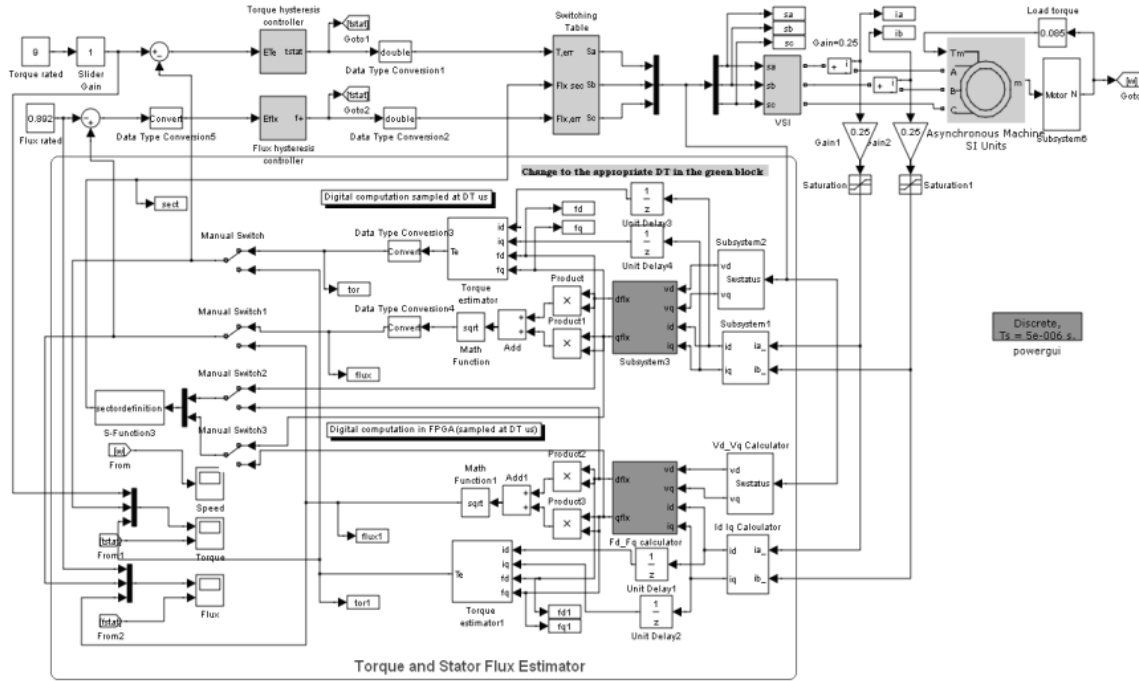 Torque hysteresis
controller
[tstat]
Goto1
Switching
Table
sa
sb
sc
ia
ib
Load torque
0.085
9
Torque rated
1
Slider
Gain
ETe
tstat
double
Data Type Conversion1
T,err
Flx sec
Flx,err
Sa
Sb
Sc
Gain=0.25
sa
sb
sc
VSI
i
+
i
+
Tm
A
B
C
m
Asynchronous Machine
SI Units
Motor
N
Subsystem6
[w]
Goto
0.892
Flux rated
Convert
Data Type Conversion5
Eflx
f+
Flux hysteresis
controller
[fstat]
Goto2
double
Data Type Conversion2
0.25
Gain1
0.25
Gain2
Saturation
Saturation1
Change to the appropriate DT in the green block
sect
Digital computation sampled at DT us
fd
fq
1
z
Unit Delay3
1
z
Unit Delay4
Manual Switch
Data Type Conversion3
Convert
Te
id
iq
fd
fq
Torque
estimator
Subsystem2
vd
vq
Swstatus
tor
Product
×
Product1
×
dflx
qflx
vd
vq
id
iq
Subsystem3
Manual Switch1
Data Type Conversion4
Convert
sqrt
Math
Function
+
+
Add
Subsystem1
id
iq
ia_
ib_
Discrete,
Ts = 5e-006 s.
powergui
flux
Manual Switch2
sectordefinition
S-Function3
Manual Switch3
Digital computation in FPGA(sampled at DT us)
[w]
From
Speed
Math
Function1
sqrt
Add1
+
+
Product2
×
Product3
×
dflx
qflx
vd
vq
id
iq
Fd_Fq calculator
Vd_Vq Calculator
vd
vq
Swstatus
Id Iq Calculator
id
iq
ia_
ib_
[tstat]
From1
Torque
flux1
Te
id
iq
fd
fq
Torque
estimator1
1
z
Unit Delay1
1
z
Unit Delay2
[fstat]
From2
Flux
tor1
fd1
fq1
Torque and Stator Flux Estimator